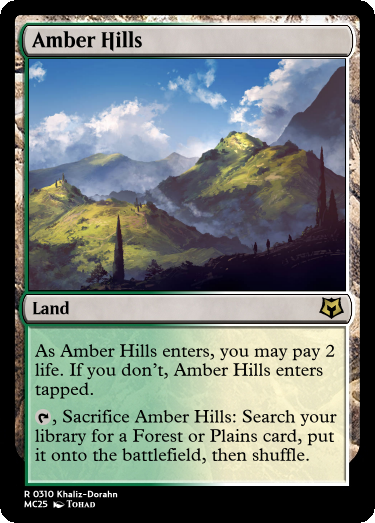 Amber Hills
Land
As Amber Hills enters, you may pay 2
life. If you don't, Amber Hills enters
tapped.
, Sacrifice Amber Hills: Search your
library for a Forest or Plains card, put
it onto the battlefield, then shuffle.
R 0310 Khaliz-Dorahn
MC25 Tohad